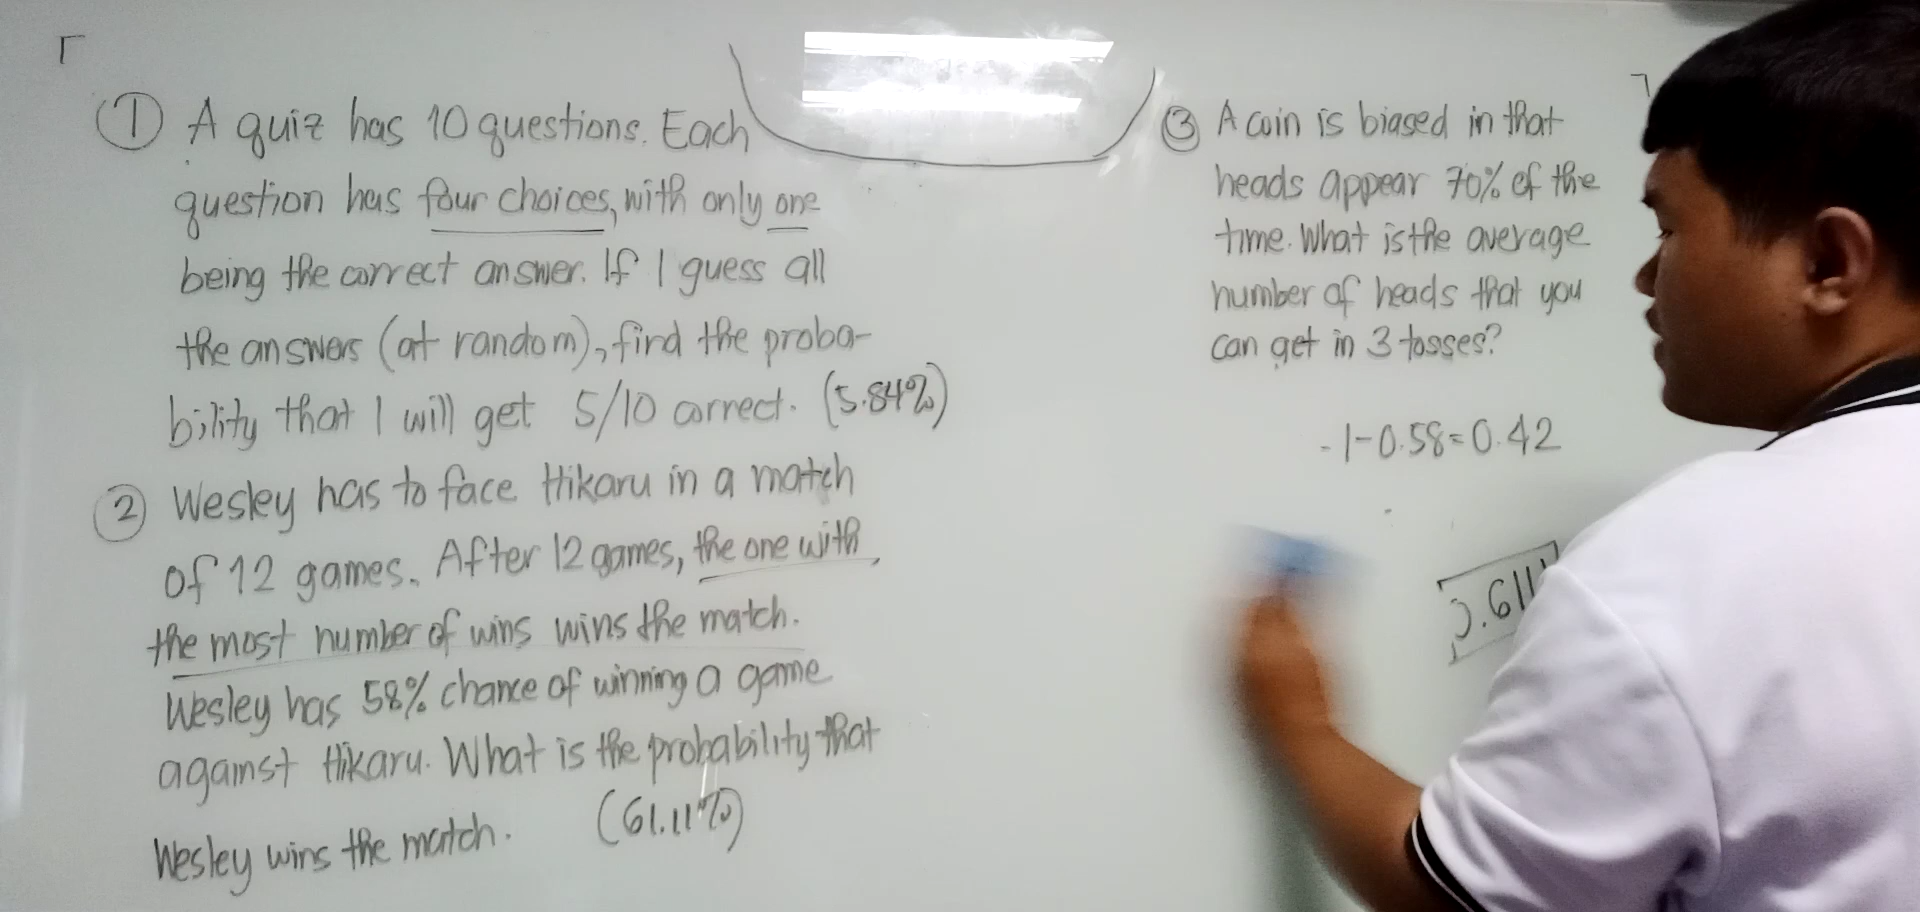 ① A quiz has 10 questions. Each
question has four choices, with only one
being the correct answer. If I guess all
the answers (at random), find the proba-
bility that I will get 5/10 correct. (5.84%)
② Wesley has to face Hikaru in a match
of 12 games. After 12 games, the one with
the most number of wins wins the match.
Wesley has 58% chance of winning a game
against Hikaru. What is the probability that
Wesley wins the match. (61.11%)
③ A coin is biased in that
heads appear 70% of the
time. What is the average
number of heads that you
can get in 3 tosses?
- 1-0.58=0.42